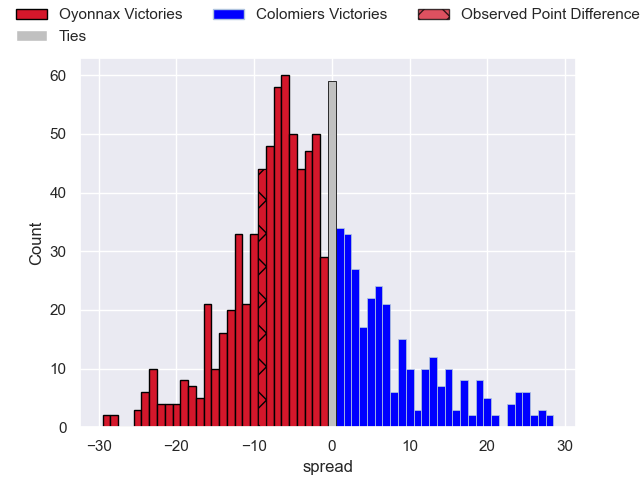 Oyonnax Victories
Colomiers Victories
Observed Point Difference
Ties
60
50
40
30
20
10
0
Count
−30
−20
−10
0
10
20
30
spread